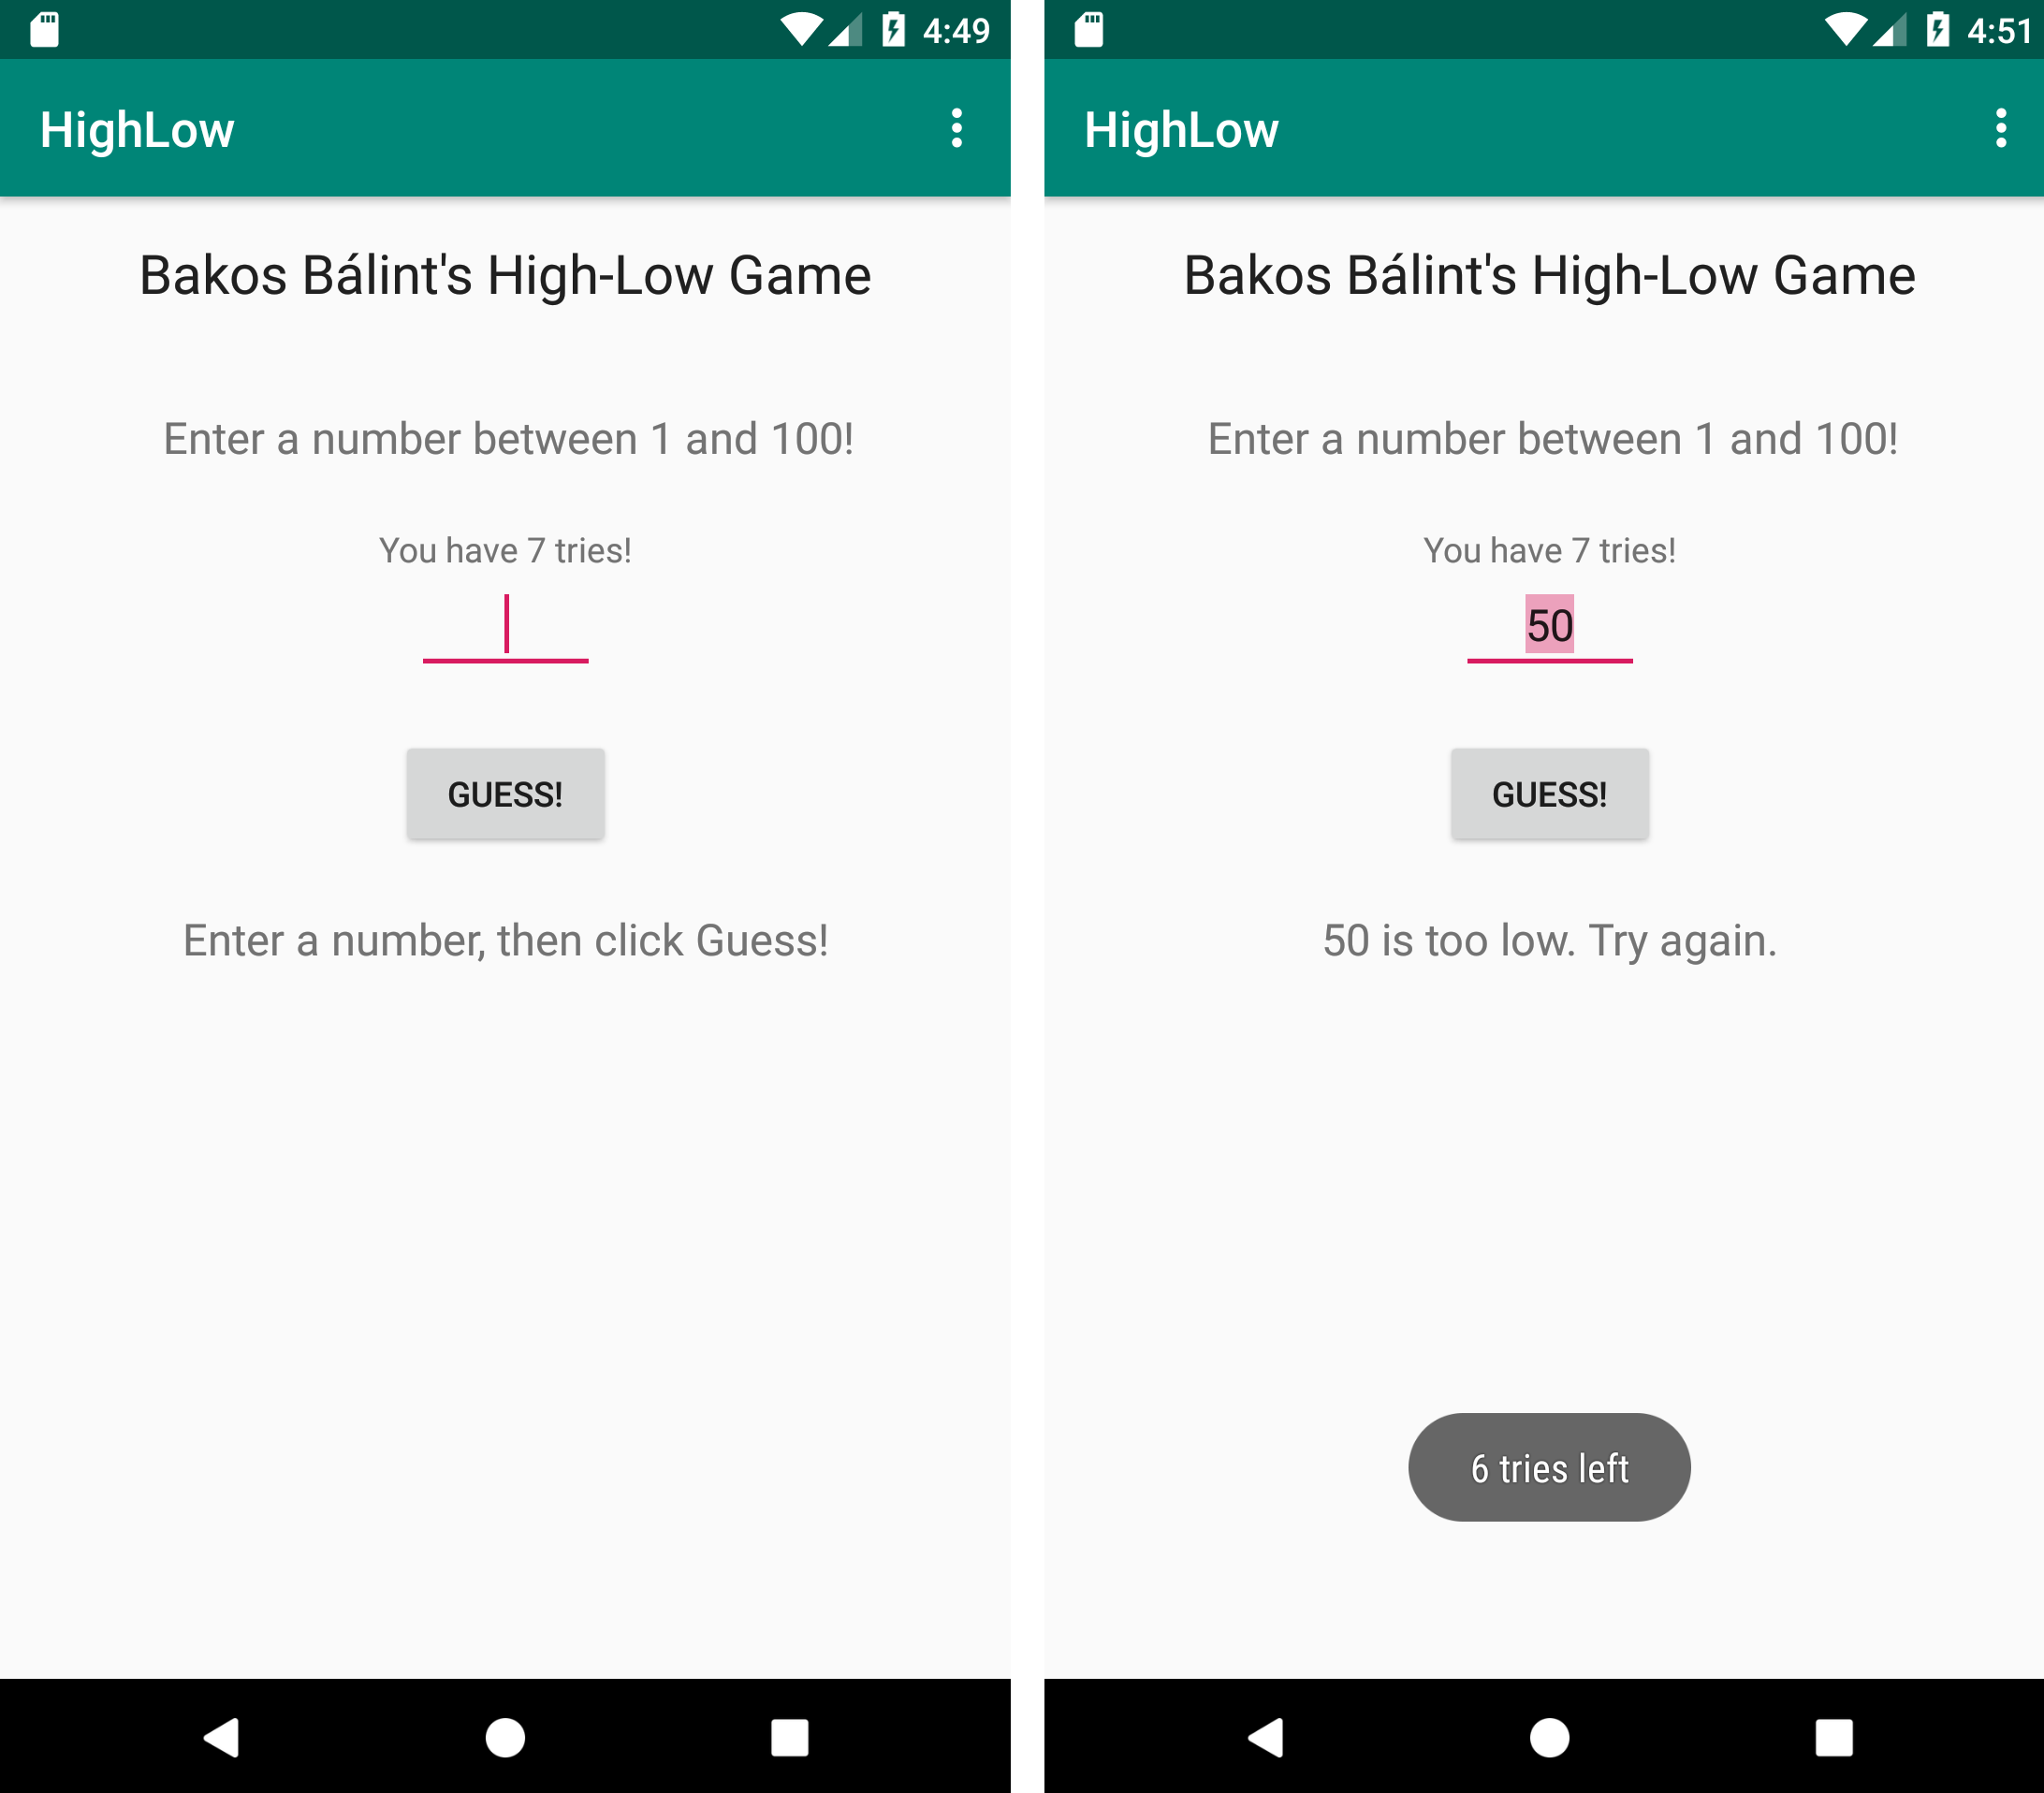 4:49
HighLow
Bakos Bálint's High-Low Game
Enter a number between 1 and 100!
You have 7 tries!
GUESS!
Enter a number, then click Guess!
4:51
HighLow
Bakos Bálint's High-Low Game
Enter a number between 1 and 100!
You have 7 tries!
50
GUESS!
50 is too low. Try again.
6 tries left